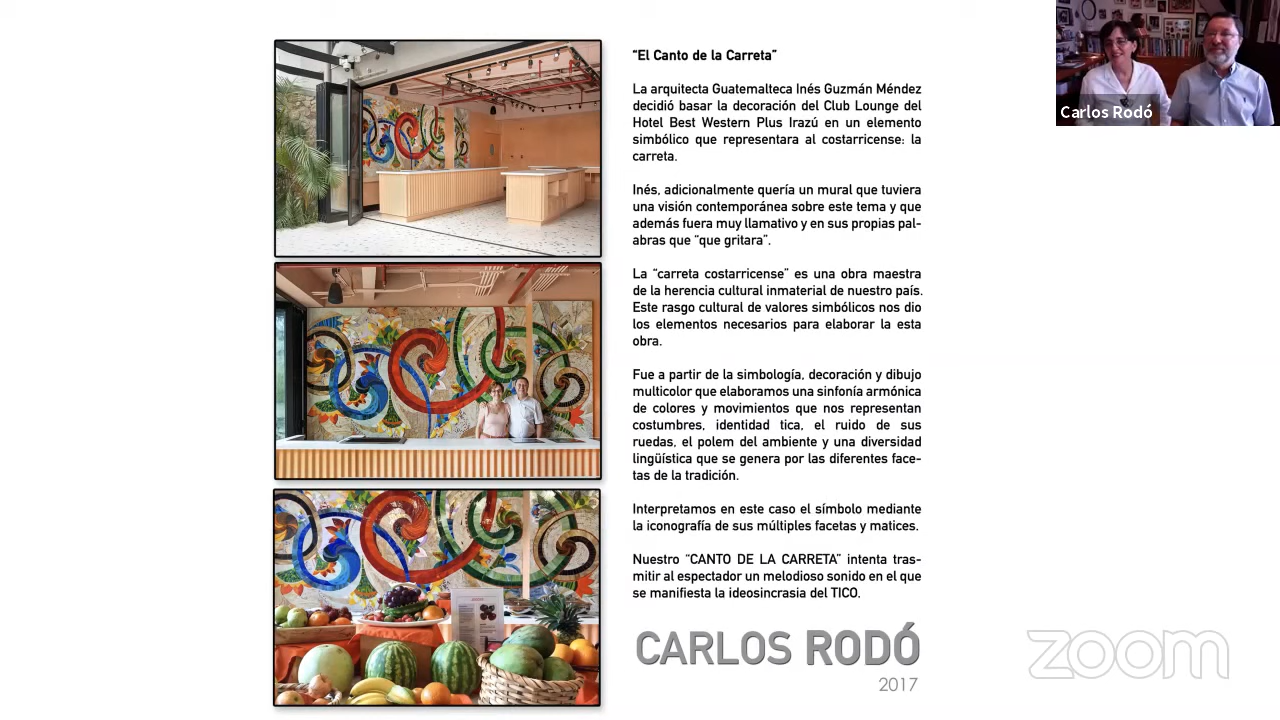 “El Canto de la Carreta”
La arquitecta Guatemalteca Inés Guzmán Méndez
decidió basar la decoración del Club Lounge del
Hotel Best Western Plus Irazú en un elemento
simbólico que representara al costarricense: la
carreta.
Inés, adicionalmente quería un mural que tuviera
una visión contemporánea sobre este tema y que
además fuera muy llamativo y en sus propias pal-
abras que “que gritara”.
La “carreta costarricense” es una obra maestra
de la herencia cultural inmaterial de nuestro país.
Este rasgo cultural de valores simbólicos nos dio
los elementos necesarios para elaborar la esta
obra.
Fue a partir de la simbología, decoración y dibujo
multicolor que elaboramos una sinfonía armónica
de colores y movimientos que nos representan
costumbres, identidad tica, el ruido de sus
ruedas, el polem del ambiente y una diversidad
lingüística que se genera por las diferentes face-
tas de la tradición.
Interpretamos en este caso el símbolo mediante
la iconografía de sus múltiples facetas y matices.
Nuestro “CANTO DE LA CARRETA” intenta tras-
mitir al espectador un melodioso sonido en el que
se manifiesta la ideosincrasia del TICO.
CARLOS RODÓ
2017
Carlos Rodó
zoom